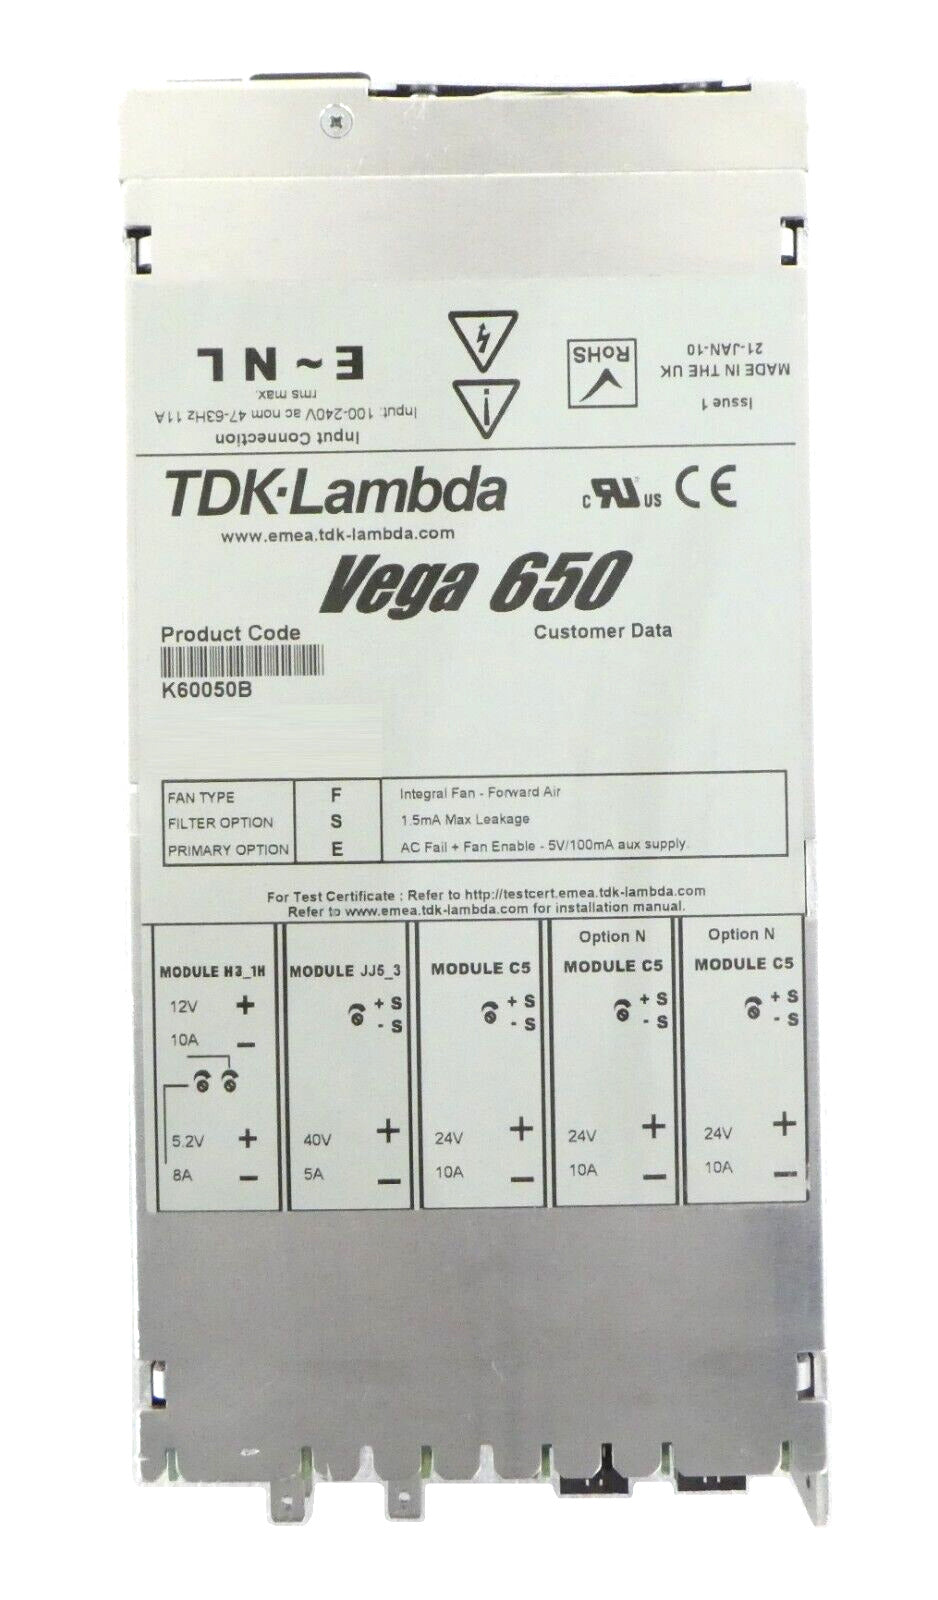 Input Connection
Input: 100-240V ac nom 47-63Hz 11A
rms max.
E ~ N L
RoHS
Issue 1
MADE IN THE UK
21-JAN-10
TDK·Lambda
www.emea.tdk-lambda.com
c RU US CE
Vega 650
Product Code
K60050B
Customer Data
FAN TYPE F Integral Fan - Forward Air
FILTER OPTION S 1.5mA Max Leakage
PRIMARY OPTION E AC Fail + Fan Enable - 5V/100mA aux supply.
For Test Certificate : Refer to http://testcert.emea.tdk-lambda.com
Refer to www.emea.tdk-lambda.com for installation manual.
MODULE H3_1H
12V +
10A -
5.2V +
8A -
MODULE JJ5_3
+ S
- S
40V +
5A -
MODULE C5
+ S
- S
24V +
10A -
Option N
MODULE C5
+ S
- S
24V +
10A -
Option N
MODULE C5
+ S
- S
24V +
10A -